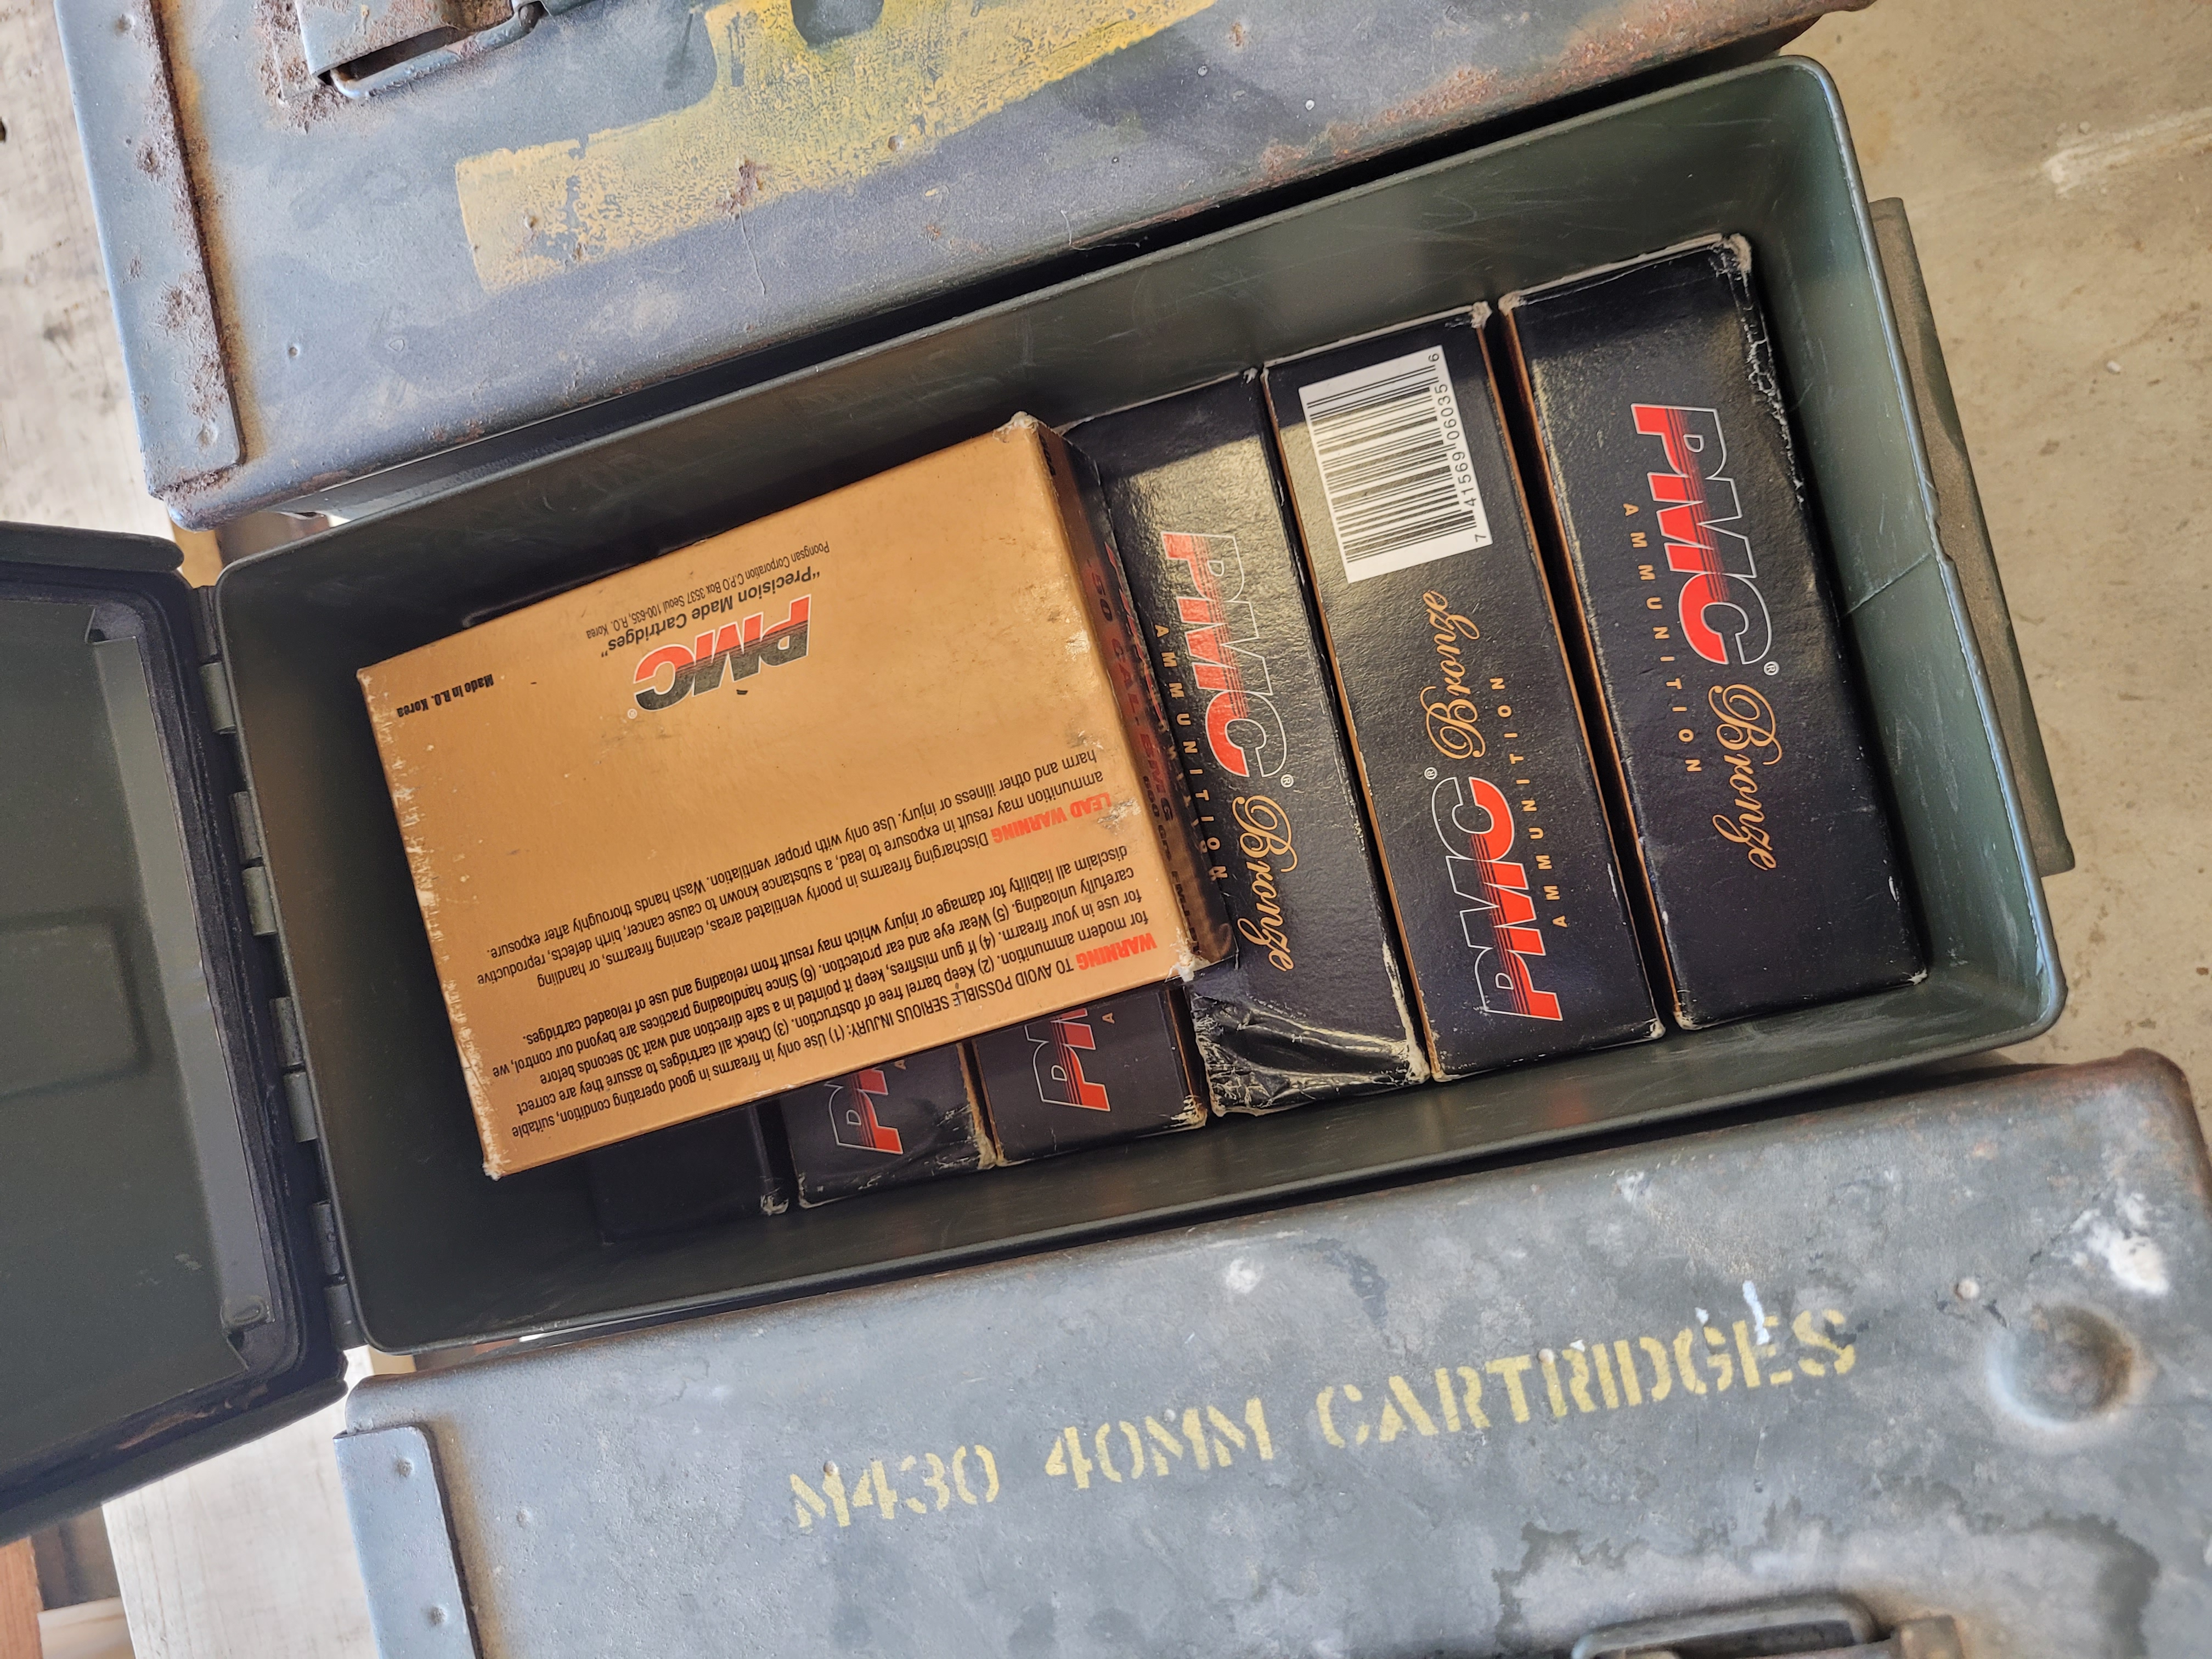 PMC
"Precision Made Cartridges"
Poongsan Corporation C.P.O Box 3537 Seoul 100-635, R.O. Korea
Made in R.O. Korea
WARNING TO AVOID POSSIBLE SERIOUS INJURY: (1) Use only in firearms in good operating condition, suitable
for modern ammunition. (2) Keep barrel free of obstruction. (3) Check all cartridges to assure they are correct
for use in your firearm. (4) If gun misfires, keep it pointed in a safe direction and wait 30 seconds before
carefully unloading. (5) Wear eye and ear protection. (6) Since handloading practices are beyond our control, we
disclaim all liability for damage or injury which may result from reloading and use of reloaded cartridges.
LEAD WARNING Discharging firearms in poorly ventilated areas, cleaning firearms, or handling
ammunition may result in exposure to lead, a substance known to cause cancer, birth defects, reproductive
harm and other illness or injury. Use only with proper ventilation. Wash hands thoroughly after exposure.
.50 CAL. BMG 660
PMC® Bronze
AMMUNITION
7 41569 06035 6
PMC® Bronze
AMMUNITION
PMC® Bronze
AMMUNITION
M430 40MM CARTRIDGES